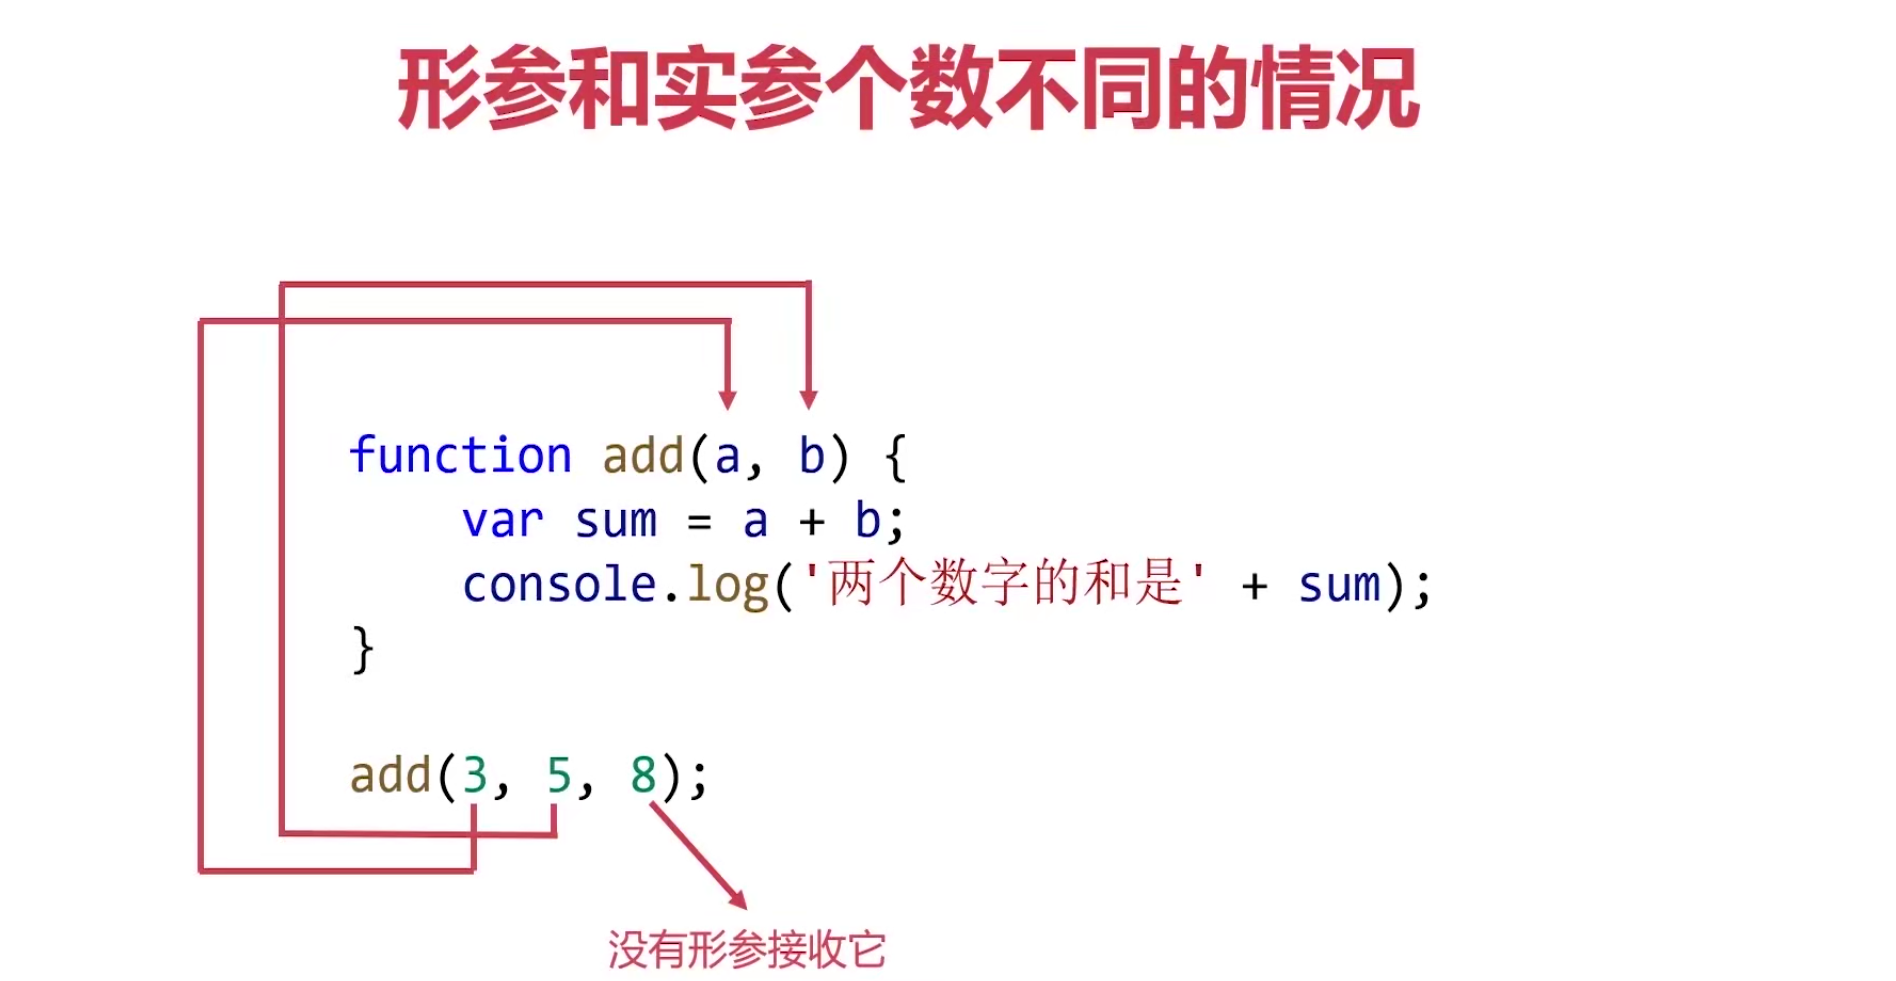 形参和实参个数不同的情况
function add(a, b) {
    var sum = a + b;
    console.log('两个数字的和是' + sum);
}
add(3, 5, 8);
没有形参接收它